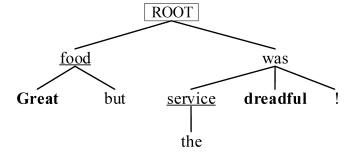 ROOT
food was
Great but service dreadful !
the